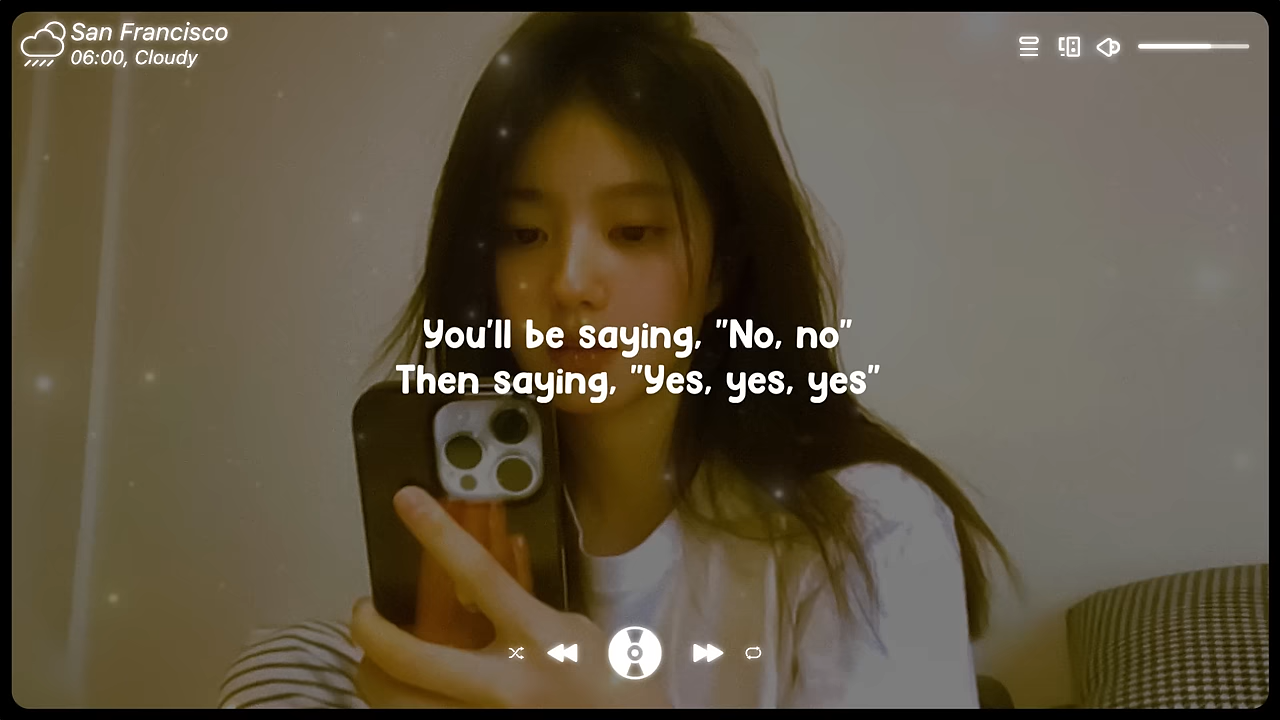 San Francisco
06:00, Cloudy
You'll be saying, "No, no"
Then saying, "Yes, yes, yes"